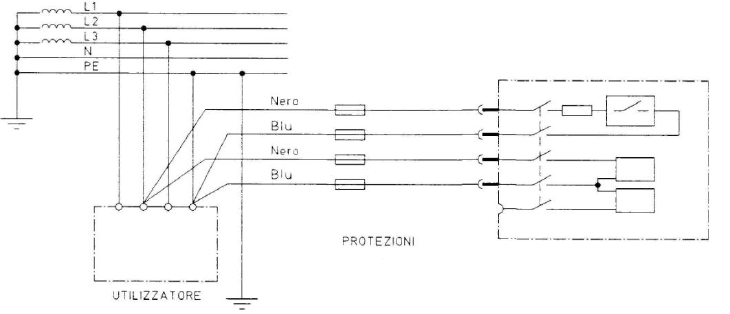 L1
L2
L3
N
PE
Nero
Blu
Nero
Blu
PROTEZIONI
UTILIZZATORE